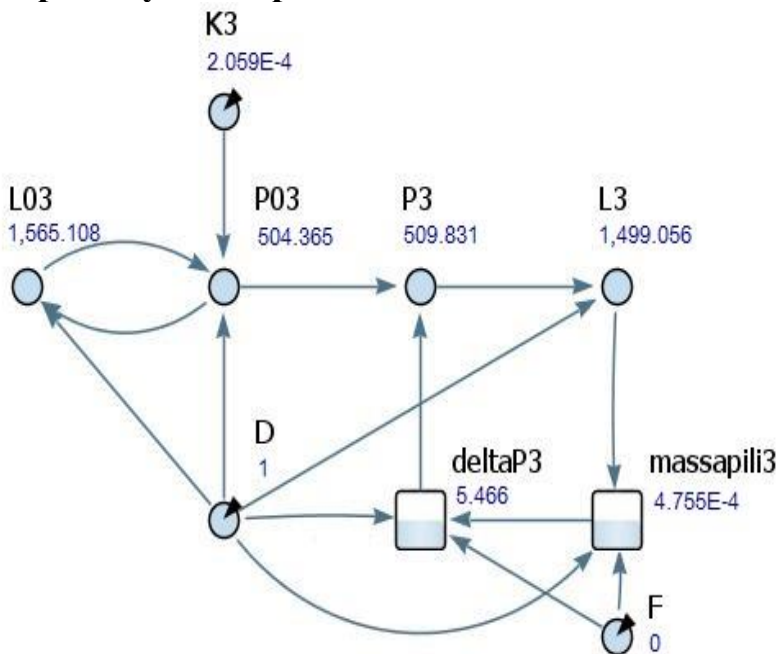 K3
2.059E-4
L03
1,565.108
P03
504.365
P3
509.831
L3
1,499.056
D
1
deltaP3
5.466
massapili3
4.755E-4
F
0